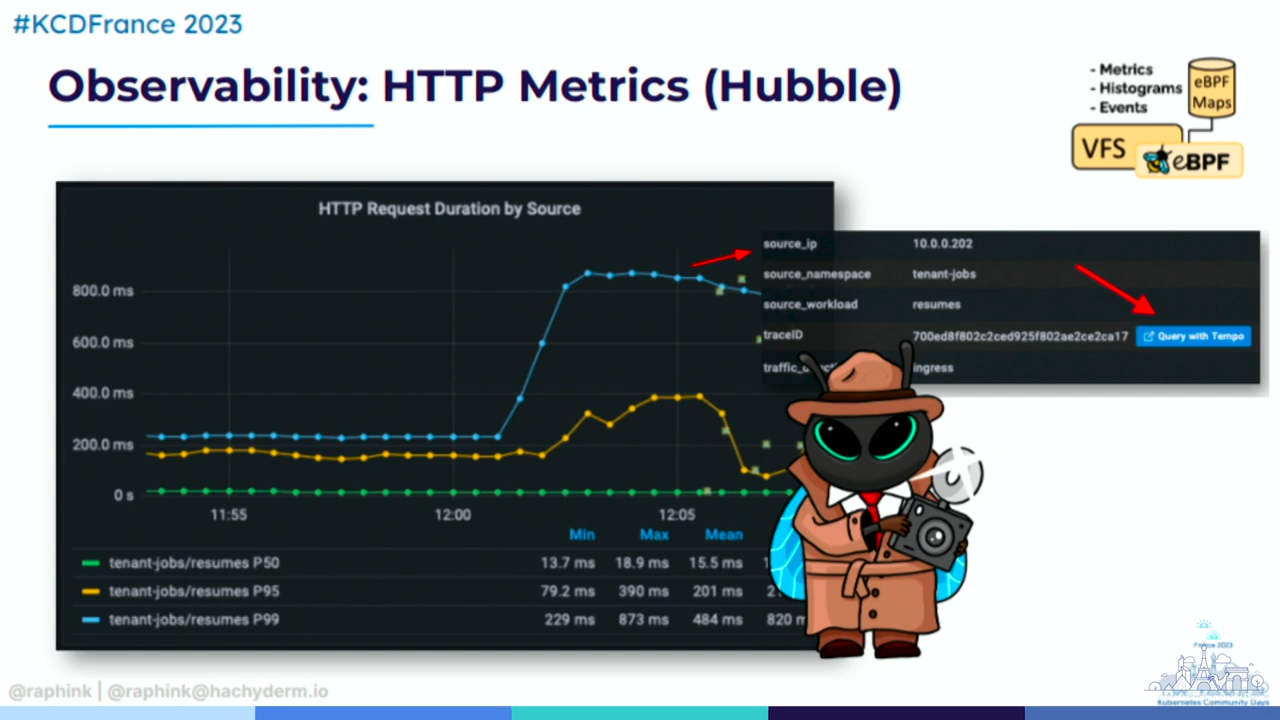 #KCDFrance 2023
Observability: HTTP Metrics (Hubble)
- Metrics
- Histograms
- Events
eBPF
Maps
VFS
eBPF
HTTP Request Duration by Source
800.0 ms
600.0 ms
400.0 ms
200.0 ms
0 s
11:55 12:00 12:05
Min Max Mean
tenant-jobs/resumes P50 13.7 ms 18.9 ms 15.5 ms
tenant-jobs/resumes P95 79.2 ms 390 ms 201 ms
tenant-jobs/resumes P99 229 ms 873 ms 484 ms 820 m
source_ip 10.0.0.202
source_namespace tenant-jobs
source_workload resumes
traceID 700ed8f802c2ced925f802ae2ce2ca17 Query with Tempo
ingress
France 2023
Kubernetes Community Days
@raphink | @raphink@hachyderm.io